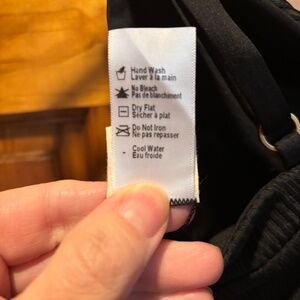 Hand Wash
Laver à la main
No Bleach
Pas de blanchiment
Dry Flat
Sécher à plat
Do Not Iron
Ne pas repasser
Cool Water
Eau froide